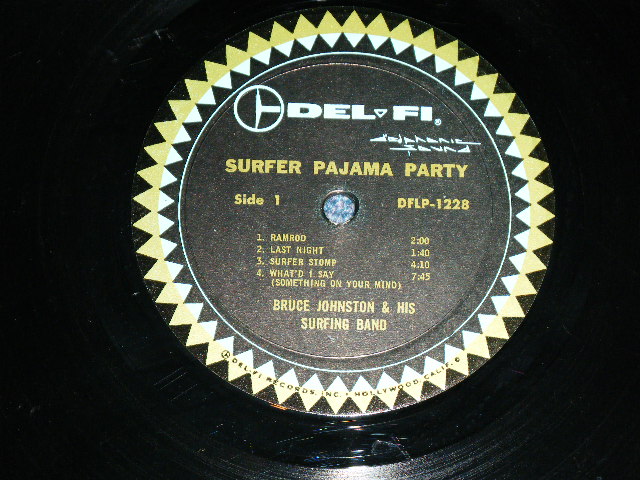 DEL-FI®
SURFER PAJAMA PARTY
Side 1 DFLP-1228
1. RAMROD 2:00
2. LAST NIGHT 1:40
3. SURFER STOMP 4:10
4. WHAT'D I SAY 7:45
(SOMETHING ON YOUR MIND)
BRUCE JOHNSTON & HIS
SURFING BAND
DEL-FI RECORDS, INC. • HOLLYWOOD CALIF.